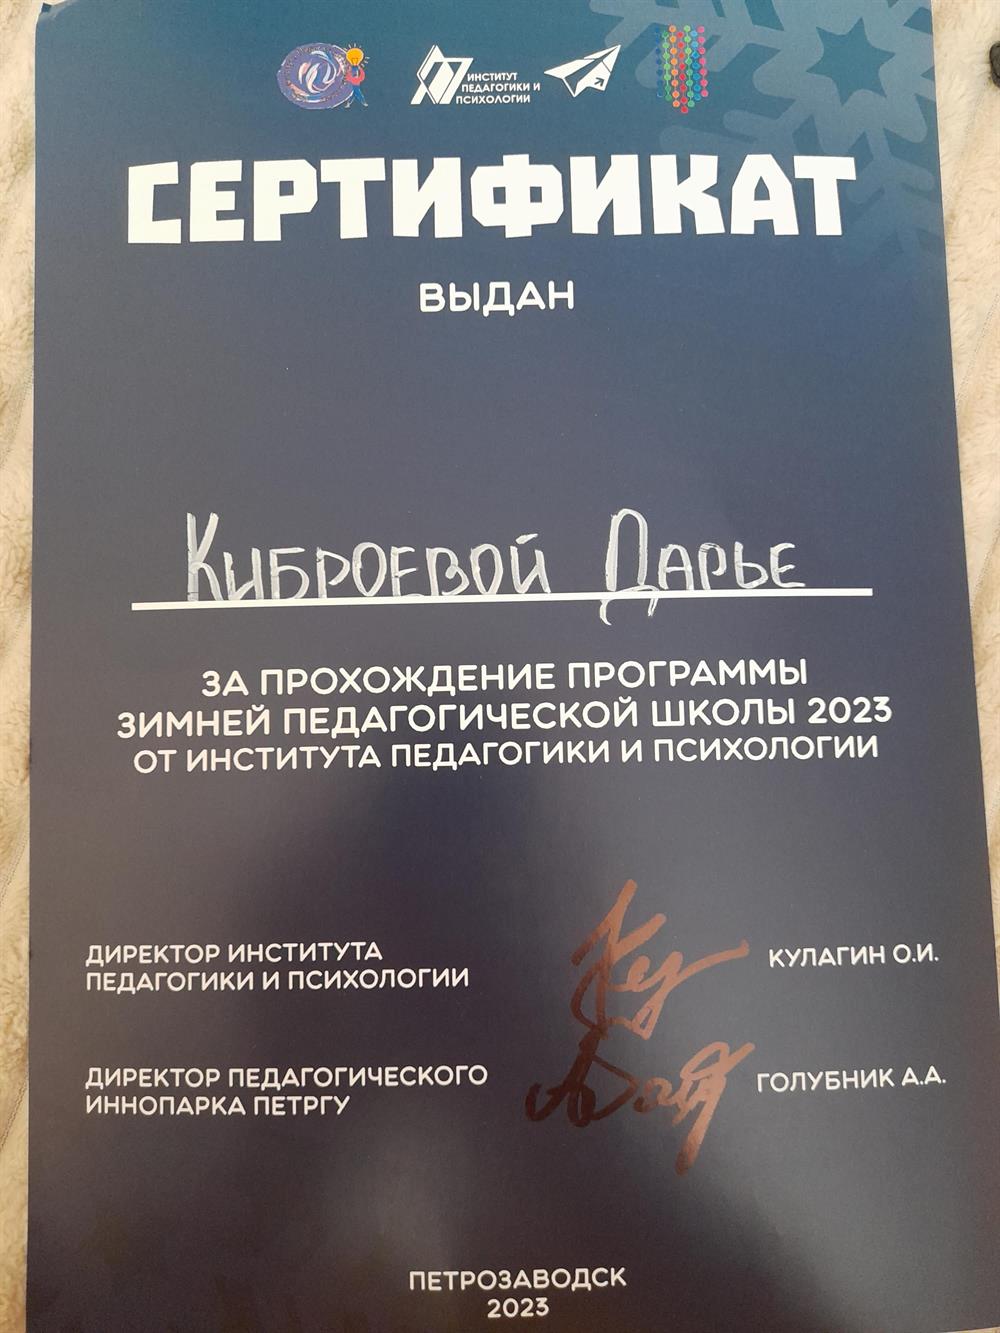 ИНСТИТУТ
ПЕДАГОГИКИ И
ПСИХОЛОГИИ
СЕРТИФИКАТ
ВЫДАН
Киброевой Дарье
ЗА ПРОХОЖДЕНИЕ ПРОГРАММЫ
ЗИМНЕЙ ПЕДАГОГИЧЕСКОЙ ШКОЛЫ 2023
ОТ ИНСТИТУТА ПЕДАГОГИКИ И ПСИХОЛОГИИ
ДИРЕКТОР ИНСТИТУТА
ПЕДАГОГИКИ И ПСИХОЛОГИИ
КУЛАГИН О.И.
ДИРЕКТОР ПЕДАГОГИЧЕСКОГО
ИННОПАРКА ПЕТРГУ
ГОЛУБНИК А.А.
ПЕТРОЗАВОДСК
2023